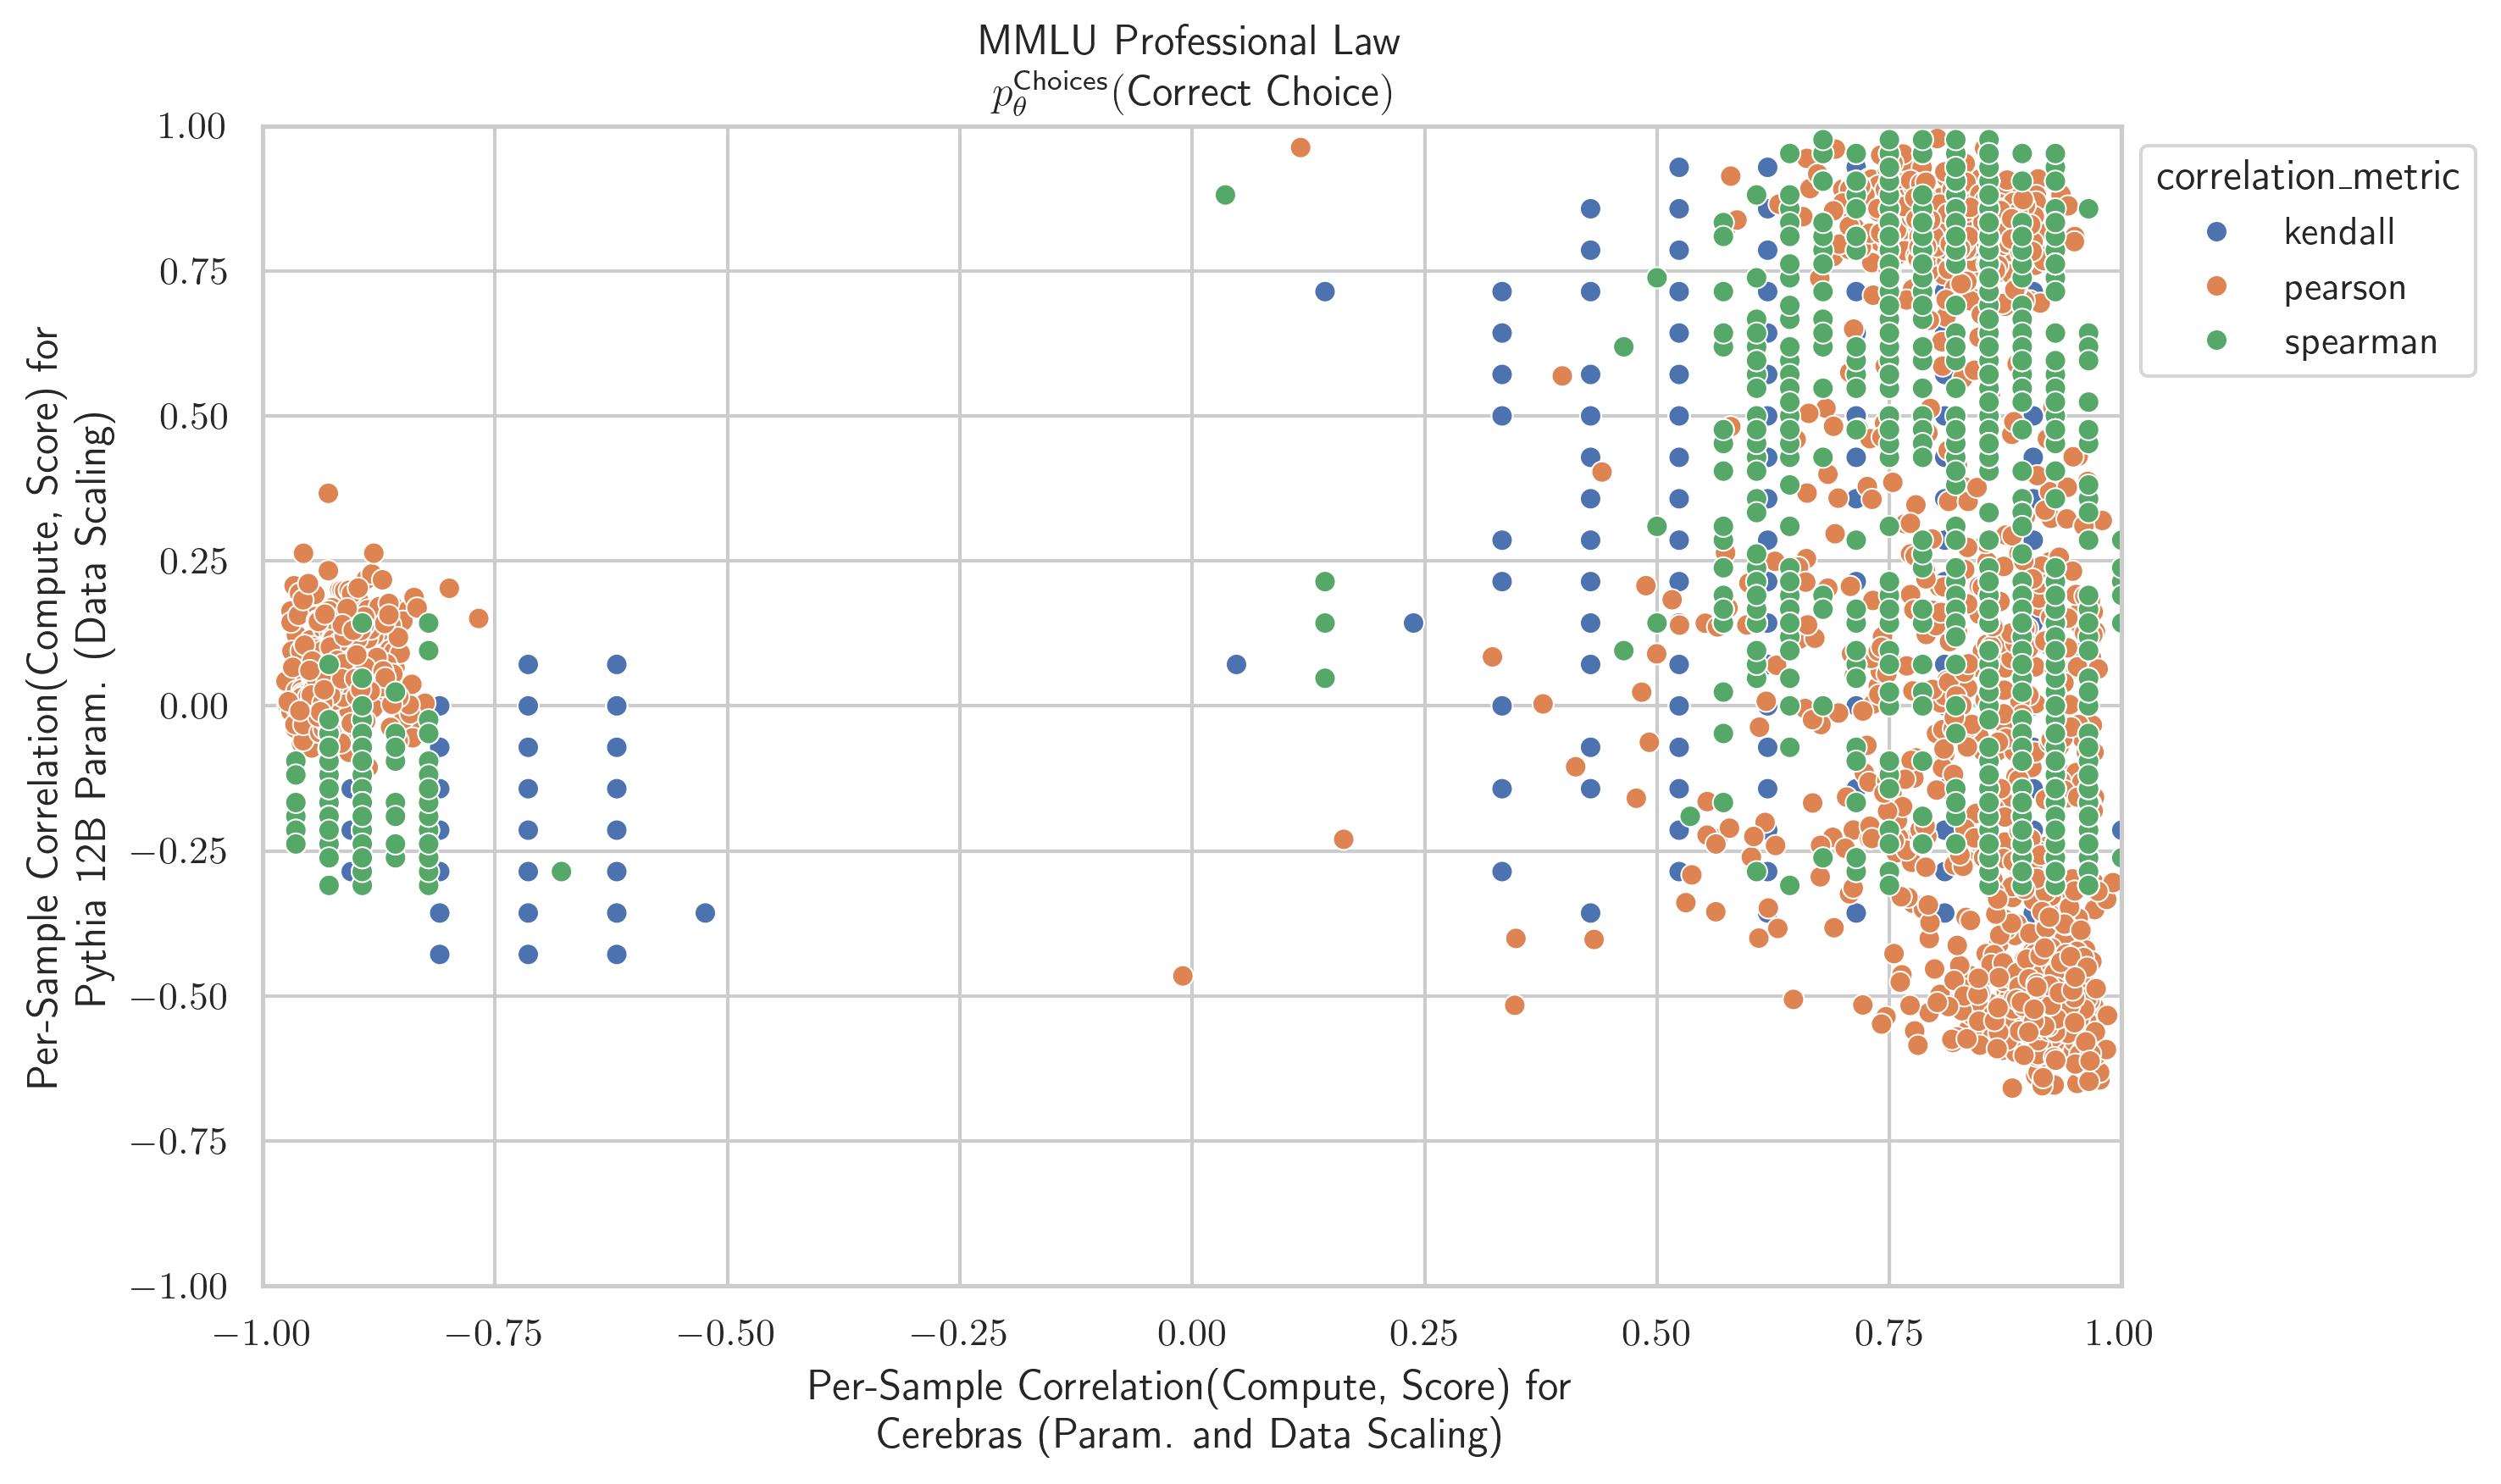 MMLU Professional Law
p_θ^Choices(Correct Choice)
1.00
0.75
0.50
0.25
0.00
−0.25
−0.50
−0.75
−1.00
Per-Sample Correlation(Compute, Score) for
Pythia 12B Param. (Data Scaling)
−1.00
−0.75
−0.50
−0.25
0.00
0.25
0.50
0.75
1.00
Per-Sample Correlation(Compute, Score) for
Cerebras (Param. and Data Scaling)
correlation_metric
kendall
pearson
spearman